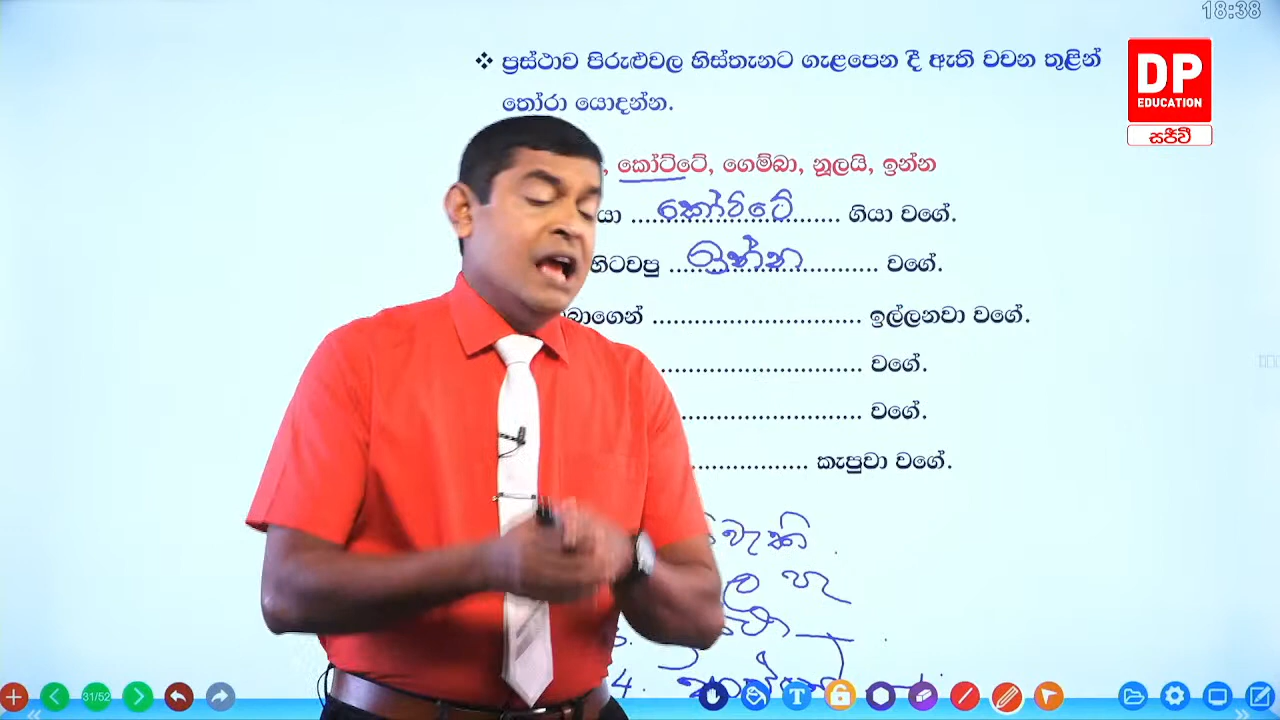 18:38
❖ ප්‍රස්ථාව පිරුළුවල හිස්තැනට ගැළපෙන දී ඇති වචන තුළින්
තෝරා යොදන්න.
DP
EDUCATION
සජීවී
, කෝට්ටේ, ගෙම්බා, නූලයි, ඉන්න
යා ........ කෝට්ටේ ........ ගියා වගේ.
හිටවපු ........ ඉන්න ........ වගේ.
බාගෙන් ................................ ඉල්ලනවා වගේ.
................................ වගේ.
................................ වගේ.
.................... කැපුවා වගේ.
4.
31/52